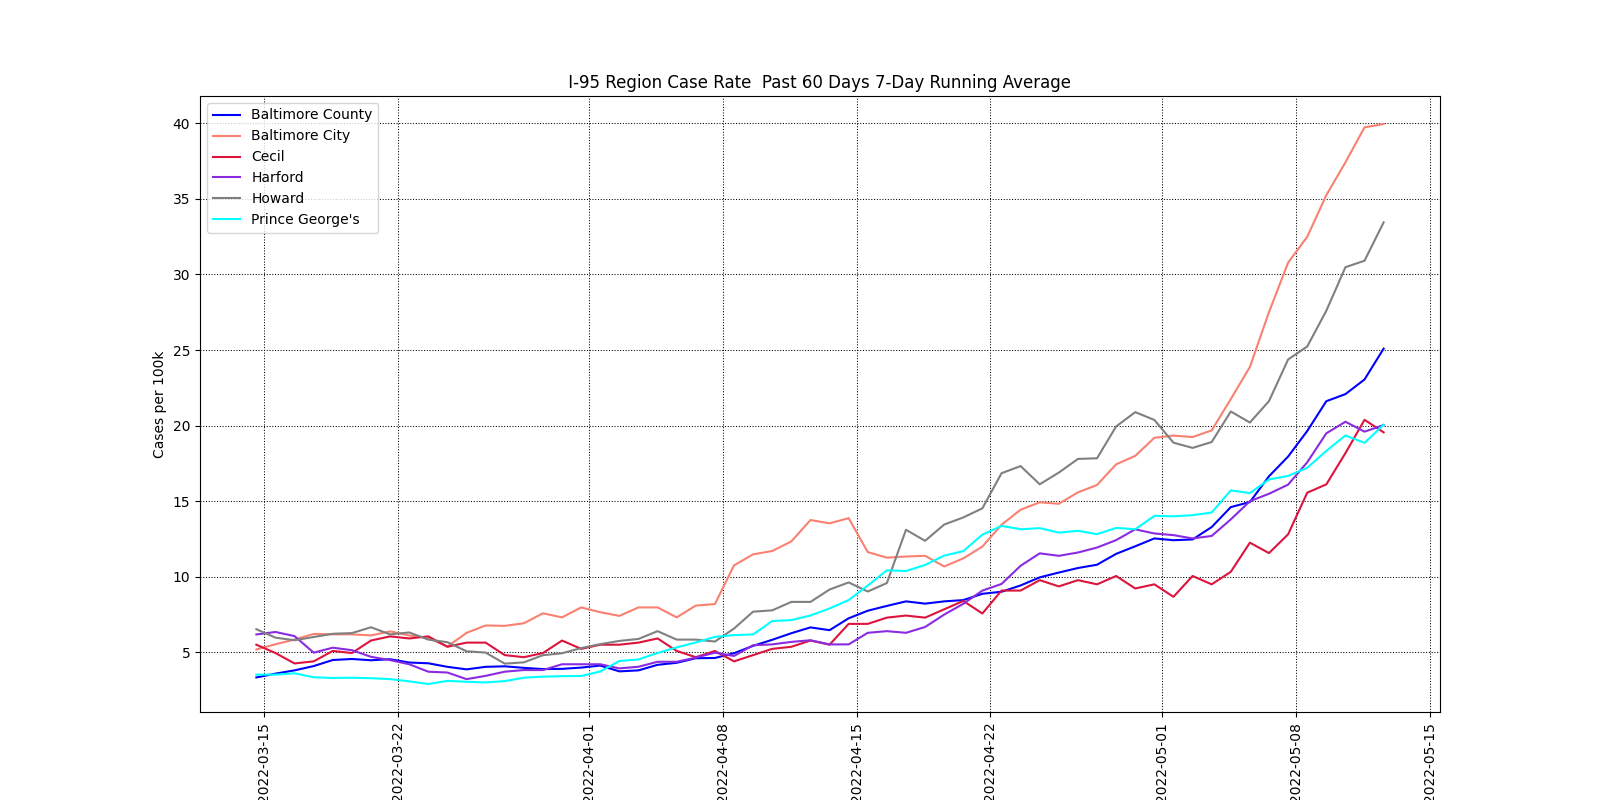 I-95 Region Case Rate  Past 60 Days 7-Day Running Average
Baltimore County
Baltimore City
Cecil
Harford
Howard
Prince George's
Cases per 100k
40
35
30
25
20
15
10
5
2022-03-15
2022-03-22
2022-04-01
2022-04-08
2022-04-15
2022-04-22
2022-05-01
2022-05-08
2022-05-15